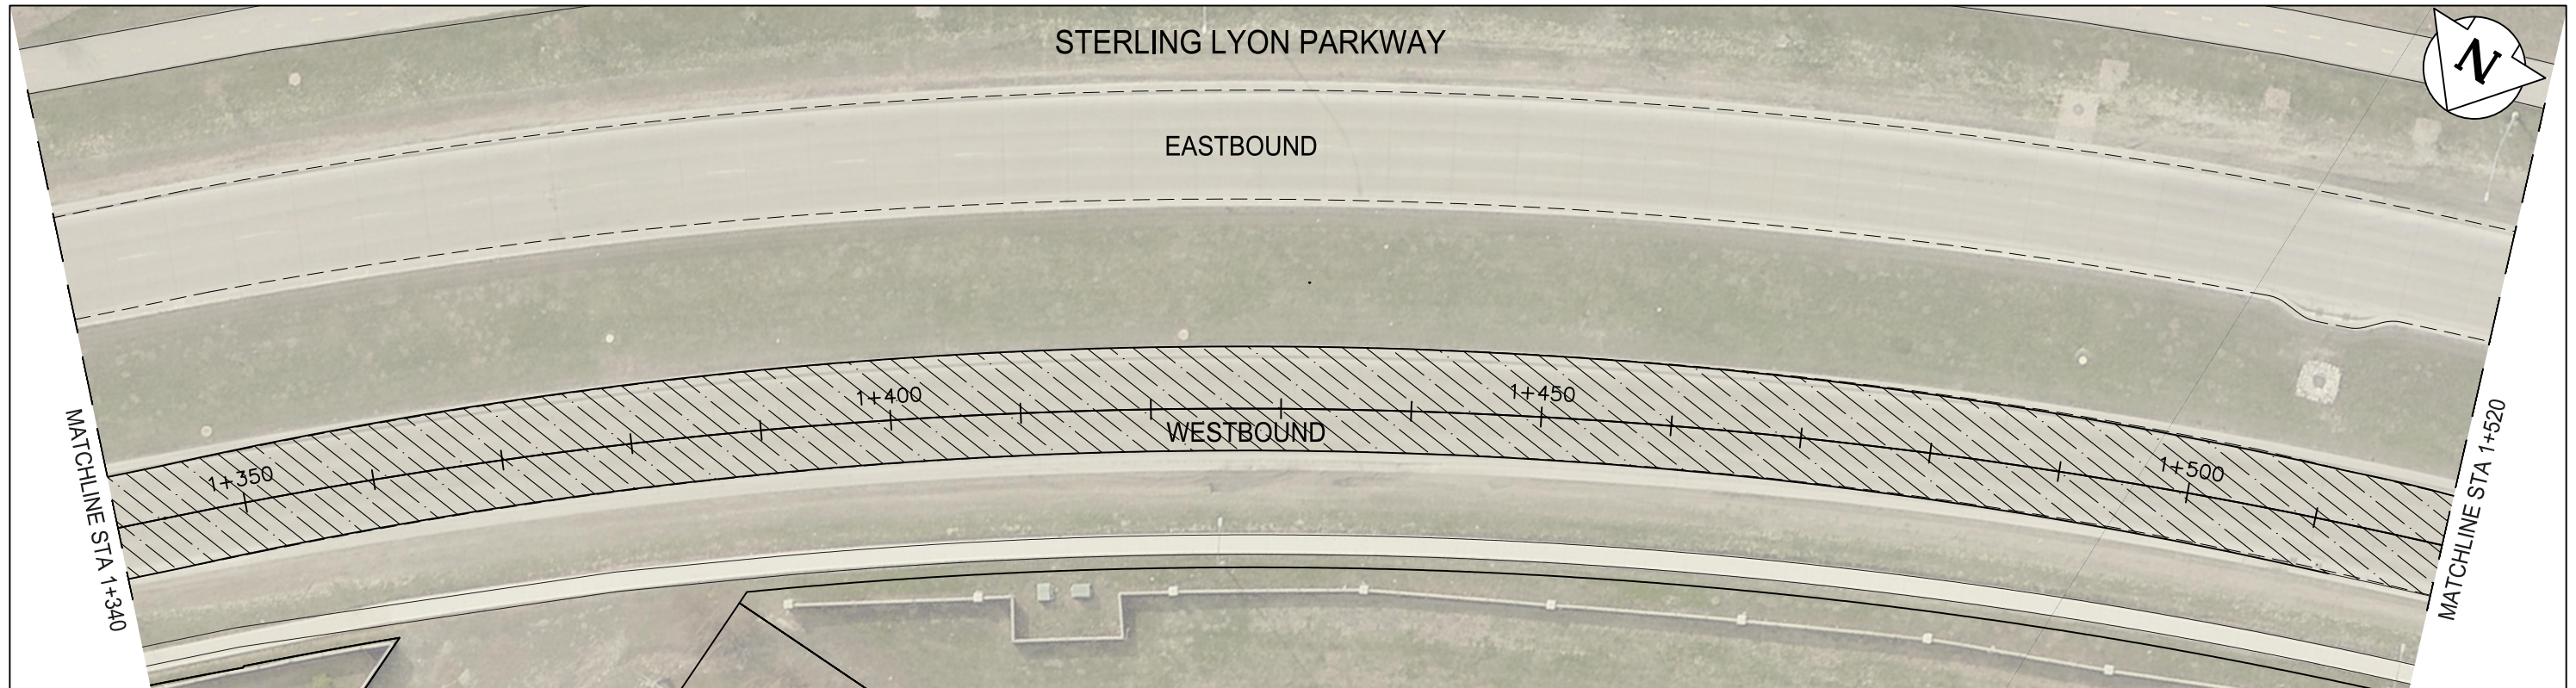 STERLING LYON PARKWAY
N
EASTBOUND
1+400
1+450
WESTBOUND
1+350
1+500
MATCHLINE STA 1+340
MATCHLINE STA 1+520